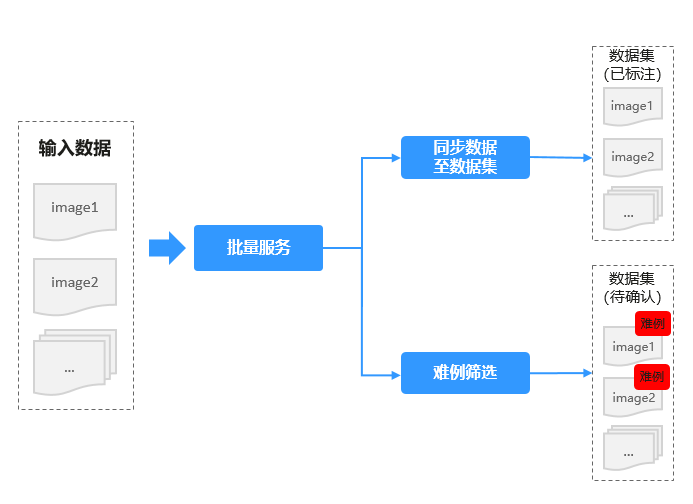 输入数据
image1
image2
...
批量服务
同步数据
至数据集
难例筛选
数据集
(已标注)
image1
image2
...
数据集
(待确认)
难例
image1
难例
image2
...